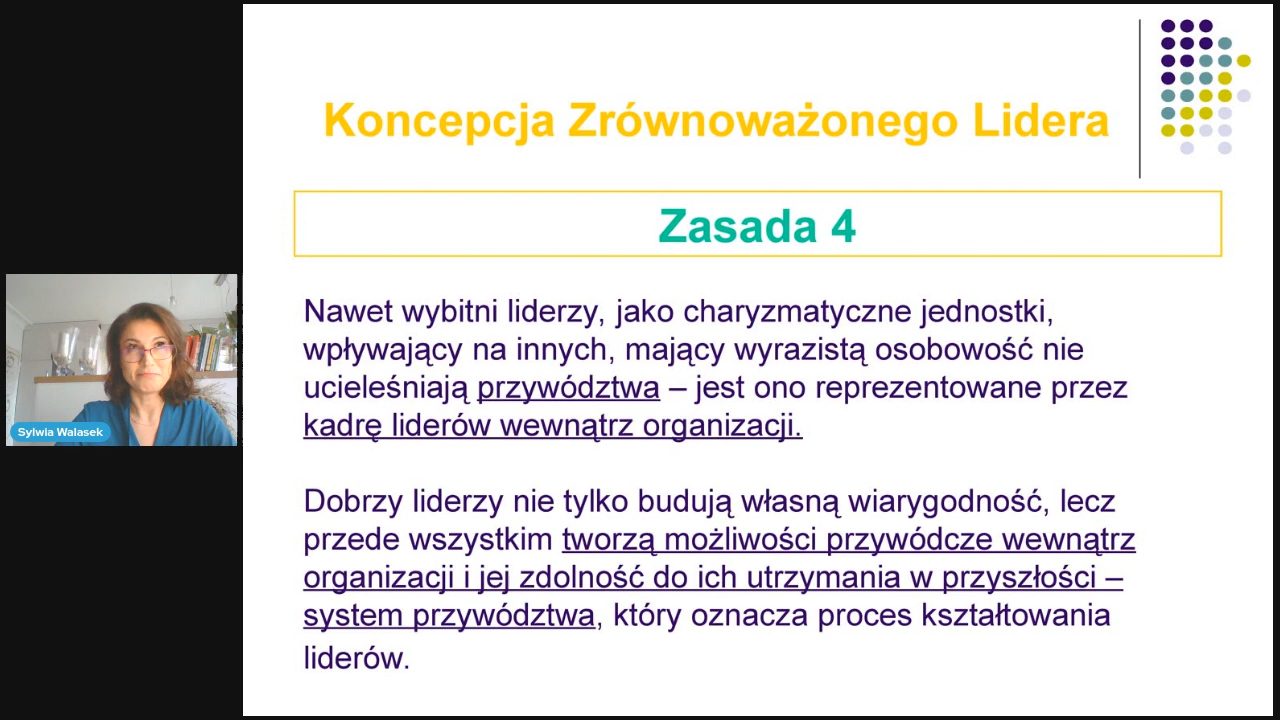 Koncepcja Zrównoważonego Lidera
Zasada 4
Nawet wybitni liderzy, jako charyzmatyczne jednostki,
wpływający na innych, mający wyrazistą osobowość nie
ucieleśniają przywództwa – jest ono reprezentowane przez
kadrę liderów wewnątrz organizacji.
Dobrzy liderzy nie tylko budują własną wiarygodność, lecz
przede wszystkim tworzą możliwości przywódcze wewnątrz
organizacji i jej zdolność do ich utrzymania w przyszłości –
system przywództwa, który oznacza proces kształtowania
liderów.
Sylwia Walasek